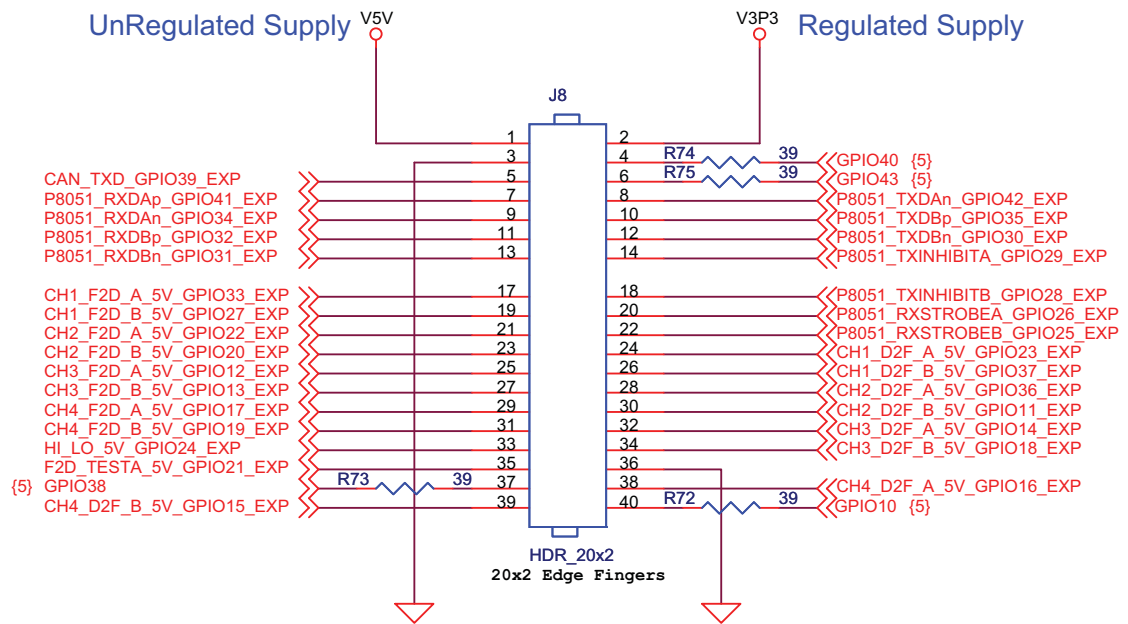 UnRegulated Supply V5V V3P3 Regulated Supply
J8
1 2
3 4 R74 39 GPIO40 {5}
CAN_TXD_GPIO39_EXP 5 6 R75 39 GPIO43 {5}
P8051_RXDAp_GPIO41_EXP 7 8 P8051_TXDAn_GPIO42_EXP
P8051_RXDAn_GPIO34_EXP 9 10 P8051_TXDBp_GPIO35_EXP
P8051_RXDBp_GPIO32_EXP 11 12 P8051_TXDBn_GPIO30_EXP
P8051_RXDBn_GPIO31_EXP 13 14 P8051_TXINHIBITA_GPIO29_EXP
CH1_F2D_A_5V_GPIO33_EXP 17 18 P8051_TXINHIBITB_GPIO28_EXP
CH1_F2D_B_5V_GPIO27_EXP 19 20 P8051_RXSTROBEA_GPIO26_EXP
CH2_F2D_A_5V_GPIO22_EXP 21 22 P8051_RXSTROBEB_GPIO25_EXP
CH2_F2D_B_5V_GPIO20_EXP 23 24 CH1_D2F_A_5V_GPIO23_EXP
CH3_F2D_A_5V_GPIO12_EXP 25 26 CH1_D2F_B_5V_GPIO37_EXP
CH3_F2D_B_5V_GPIO13_EXP 27 28 CH2_D2F_A_5V_GPIO36_EXP
CH4_F2D_A_5V_GPIO17_EXP 29 30 CH2_D2F_B_5V_GPIO11_EXP
CH4_F2D_B_5V_GPIO19_EXP 31 32 CH3_D2F_A_5V_GPIO14_EXP
HI_LO_5V_GPIO24_EXP 33 34 CH3_D2F_B_5V_GPIO18_EXP
F2D_TESTA_5V_GPIO21_EXP 35 36
{5} GPIO38 R73 39 37 38 CH4_D2F_A_5V_GPIO16_EXP
CH4_D2F_B_5V_GPIO15_EXP 39 40 R72 39 GPIO10 {5}
HDR_20x2
20x2 Edge Fingers